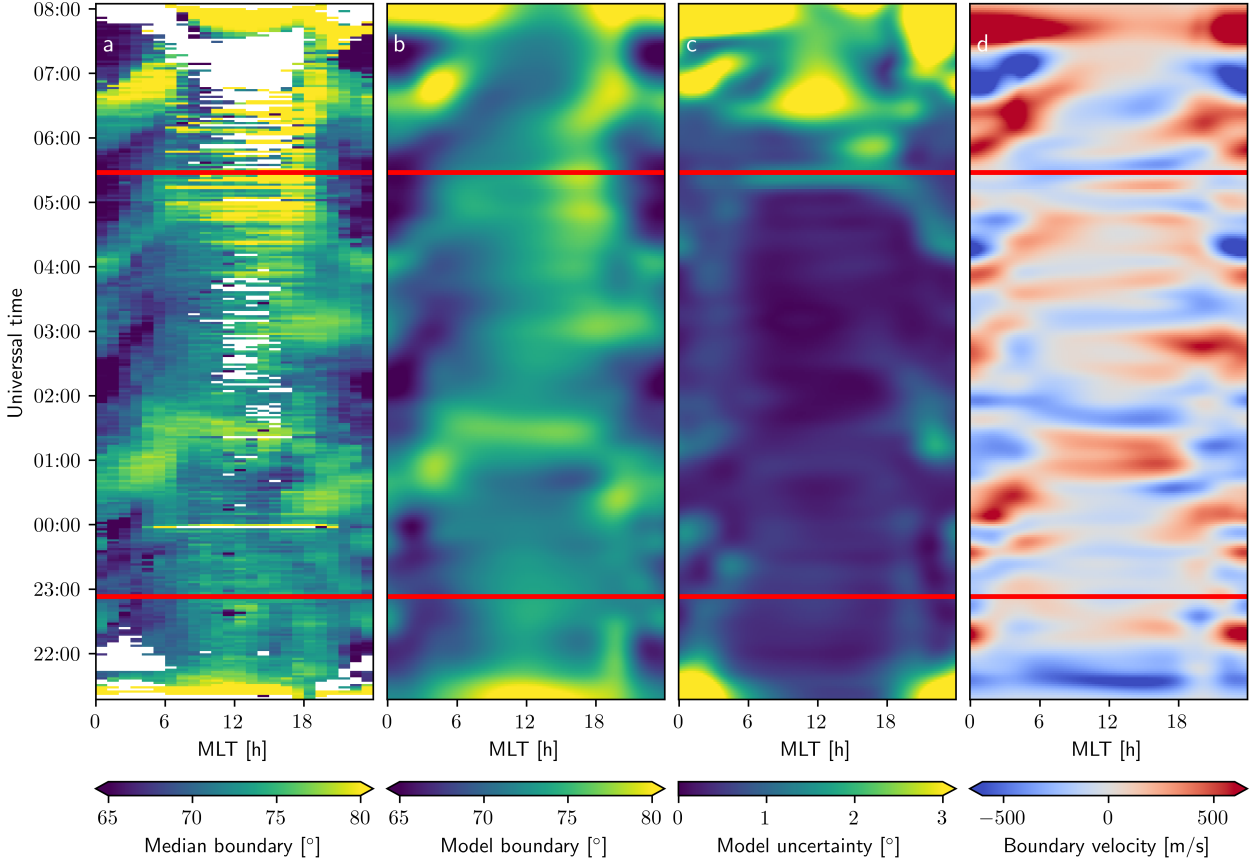 a
b
c
d
Universsal time
08:00
07:00
06:00
05:00
04:00
03:00
02:00
01:00
00:00
23:00
22:00
0 6 12 18
0 6 12 18
0 6 12 18
0 6 12 18
MLT [h]
MLT [h]
MLT [h]
MLT [h]
65 70 75 80
65 70 75 80
0 1 2 3
−500 0 500
Median boundary [°]
Model boundary [°]
Model uncertainty [°]
Boundary velocity [m/s]